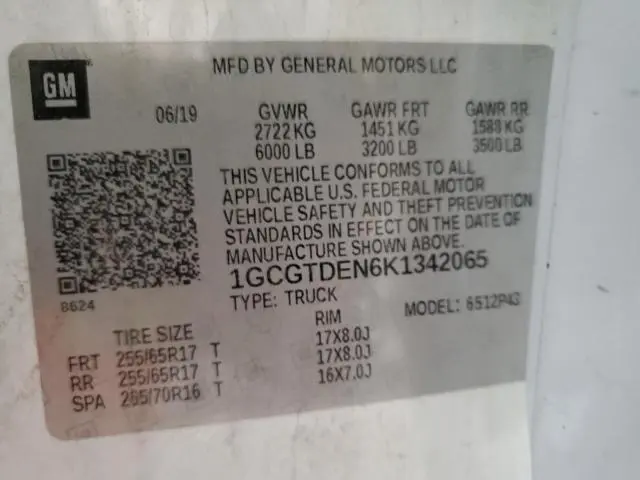 GM
MFD BY GENERAL MOTORS LLC
06/19 GVWR GAWR FRT GAWR RR
2722 KG 1451 KG 1588 KG
6000 LB 3200 LB 3500 LB
THIS VEHICLE CONFORMS TO ALL
APPLICABLE U.S. FEDERAL MOTOR
VEHICLE SAFETY AND THEFT PREVENTION
STANDARDS IN EFFECT ON THE DATE OF
MANUFACTURE SHOWN ABOVE.
8624 1GCGTDEN6K1342065
TYPE: TRUCK MODEL: 6512P43
TIRE SIZE RIM
FRT 255/65R17 T 17X8.0J
RR 255/65R17 T 17X8.0J
SPA 265/70R16 T 16X7.0J